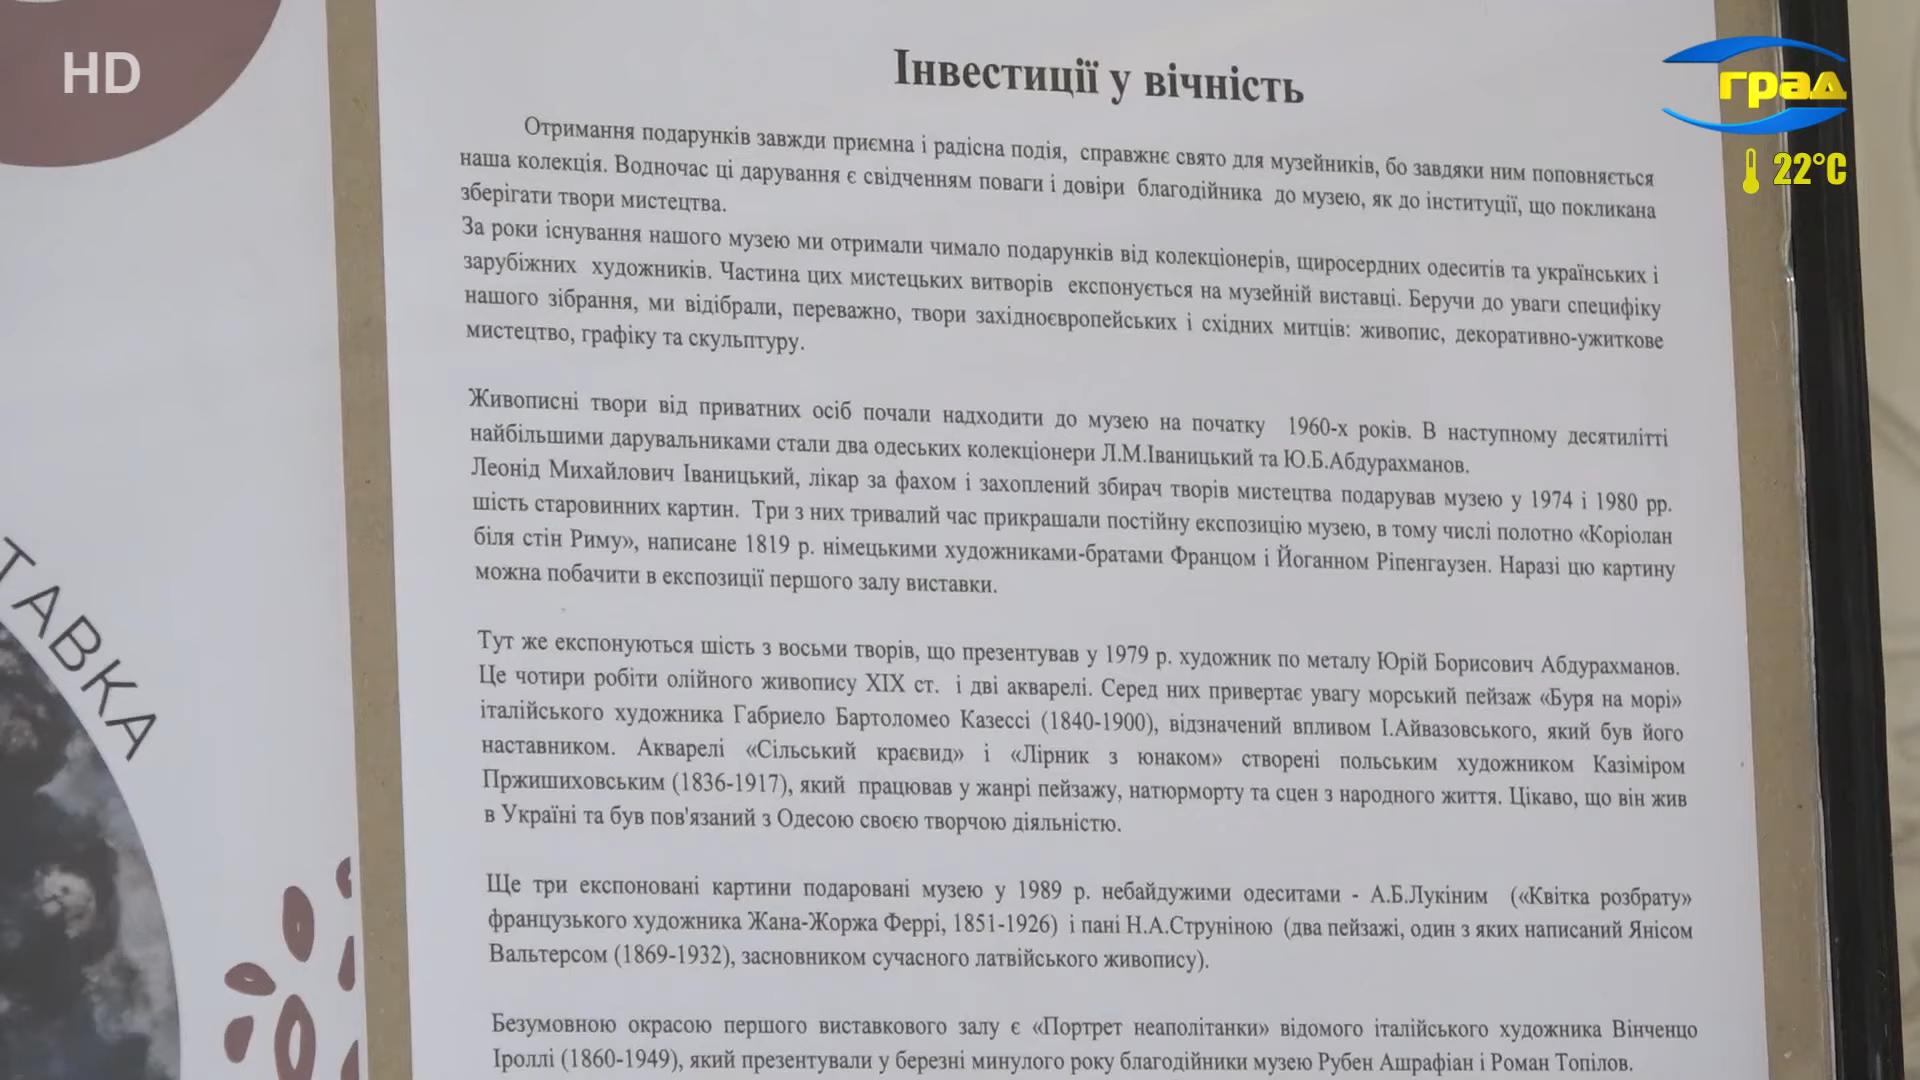 HD
град
22°C
ТАВКА
Інвестиції у вічність
Отримання подарунків завжди приємна і радісна подія, справжнє свято для музейників, бо завдяки ним поповняється
наша колекція. Водночас ці дарування є свідченням поваги і довіри благодійника до музею, як до інституції, що покликана
зберігати твори мистецтва.
За роки існування нашого музею ми отримали чимало подарунків від колекціонерів, щиросердних одеситів та українських і
зарубіжних художників. Частина цих мистецьких витворів експонується на музейній виставці. Беручи до уваги специфіку
нашого зібрання, ми відібрали, переважно, твори західноєвропейських і східних митців: живопис, декоративно-ужиткове
мистецтво, графіку та скульптуру.
Живописні твори від приватних осіб почали надходити до музею на початку 1960-х років. В наступному десятилітті
найбільшими дарувальниками стали два одеських колекціонери Л.М.Іваницький та Ю.Б.Абдурахманов.
Леонід Михайлович Іваницький, лікар за фахом і захоплений збирач творів мистецтва подарував музею у 1974 і 1980 рр.
шість старовинних картин. Три з них тривалий час прикрашали постійну експозицію музею, в тому числі полотно «Коріолан
біля стін Риму», написане 1819 р. німецькими художниками-братами Францом і Йоганном Ріпенгаузен. Наразі цю картину
можна побачити в експозиції першого залу виставки.
Тут же експонуються шість з восьми творів, що презентував у 1979 р. художник по металу Юрій Борисович Абдурахманов.
Це чотири робіти олійного живопису XIX ст. і дві акварелі. Серед них привертає увагу морський пейзаж «Буря на морі»
італійського художника Габриело Бартоломео Казессі (1840-1900), відзначений впливом І.Айвазовського, який був його
наставником. Акварелі «Сільський краєвид» і «Лірник з юнаком» створені польським художником Казіміром
Пржишиховським (1836-1917), який працював у жанрі пейзажу, натюрморту та сцен з народного життя. Цікаво, що він жив
в Україні та був пов'язаний з Одесою своєю творчою діяльністю.
Ще три експоновані картини подаровані музею у 1989 р. небайдужими одеситами - А.Б.Лукіним («Квітка розбрату»
французького художника Жана-Жоржа Феррі, 1851-1926) і пані Н.А.Струніною (два пейзажі, один з яких написаний Янісом
Вальтерсом (1869-1932), засновником сучасного латвійського живопису).
Безумовною окрасою першого виставкового залу є «Портрет неаполітанки» відомого італійського художника Вінченцо
Іроллі (1860-1949), який презентували у березні минулого року благодійники музею Рубен Ашрафіан і Роман Топілов.